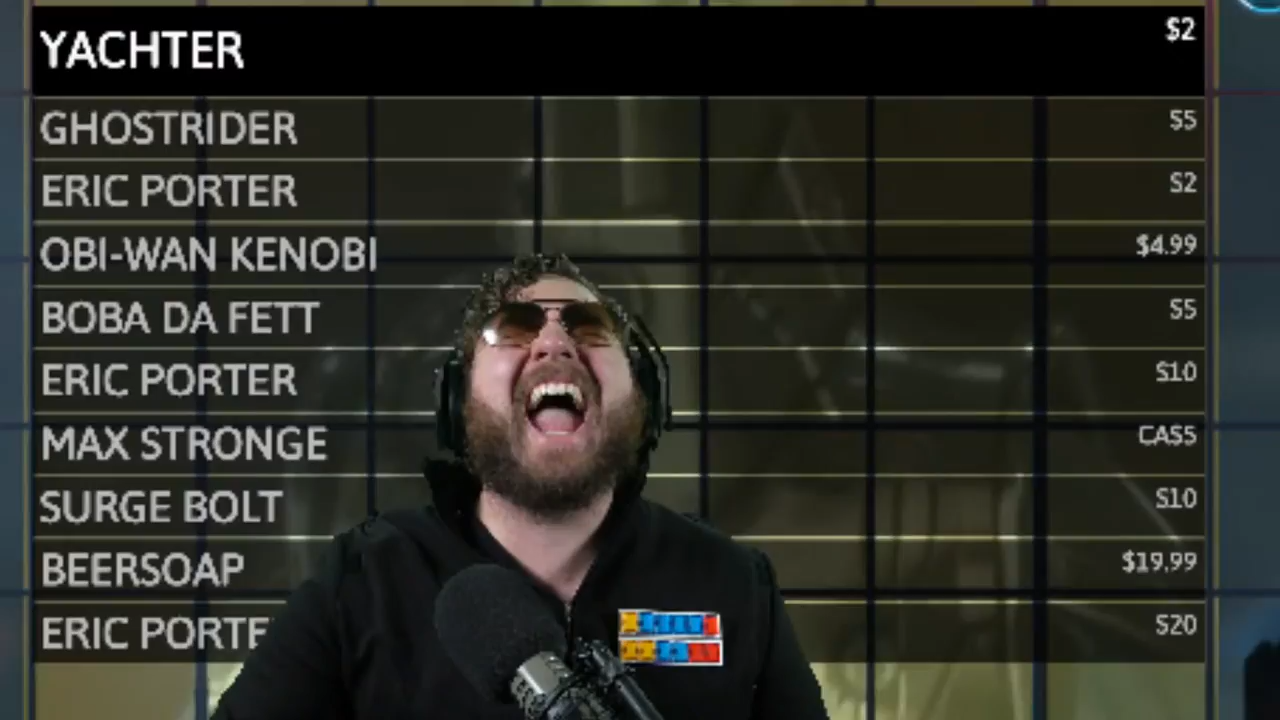 YACHTER $2
GHOSTRIDER $5
ERIC PORTER $2
OBI-WAN KENOBI $4.99
BOBA DA FETT $5
ERIC PORTER $10
MAX STRONGE CA$5
SURGE BOLT $10
BEERSOAP $19.99
ERIC PORTE $20